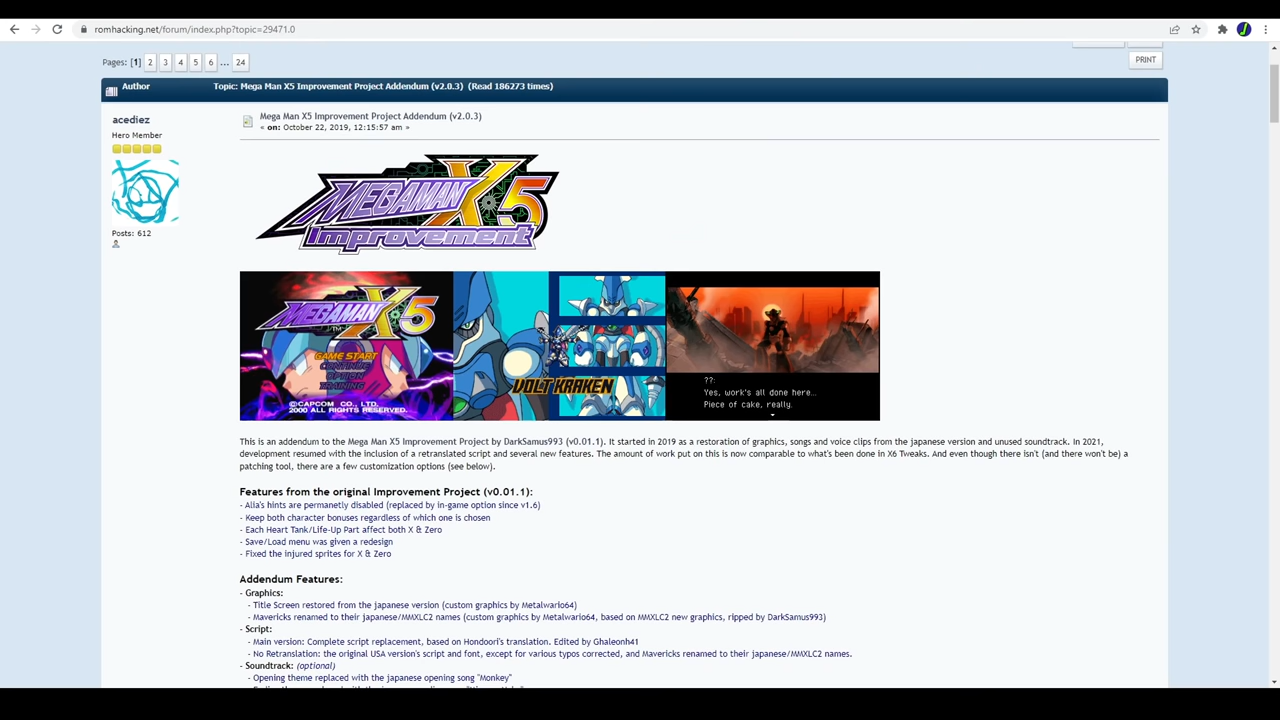 romhacking.net/forum/index.php?topic=29471.0
Pages: [1] 2 3 4 5 6 ... 24
PRINT
Author Topic: Mega Man X5 Improvement Project Addendum (v2.0.3) (Read 186273 times)
acediez
Hero Member
Posts: 612
Mega Man X5 Improvement Project Addendum (v2.0.3)
« on: October 22, 2019, 12:15:57 am »
MEGAMAN X5
Improvement
MEGAMAN X5
TM
GAME START
CONTINUE
OPTION
TRAINING
©CAPCOM CO., LTD.
2000 ALL RIGHTS RESERVED.
VOLT KRAKEN
??:
Yes, work's all done here...
Piece of cake, really.
This is an addendum to the Mega Man X5 Improvement Project by DarkSamus993 (v0.01.1). It started in 2019 as a restoration of graphics, songs and voice clips from the japanese version and unused soundtrack. In 2021,
development resumed with the inclusion of a retranslated script and several new features. The amount of work put on this is now comparable to what's been done in X6 Tweaks. And even though there isn't (and there won't be) a
patching tool, there are a few customization options (see below).
Features from the original Improvement Project (v0.01.1):
- Alia's hints are permanetly disabled (replaced by in-game option since v1.6)
- Keep both character bonuses regardless of which one is chosen
- Each Heart Tank/Life-Up Part affect both X & Zero
- Save/Load menu was given a redesign
- Fixed the injured sprites for X & Zero
Addendum Features:
- Graphics:
- Title Screen restored from the japanese version (custom graphics by Metalwario64)
- Mavericks renamed to their japanese/MMXLC2 names (custom graphics by Metalwario64, based on MMXLC2 new graphics, ripped by DarkSamus993)
- Script:
- Main version: Complete script replacement, based on Hondoori's translation. Edited by Ghaleonh41
- No Retranslation: the original USA version's script and font, except for various typos corrected, and Mavericks renamed to their japanese/MMXLC2 names.
- Soundtrack: (optional)
- Opening theme replaced with the japanese opening song "Monkey"